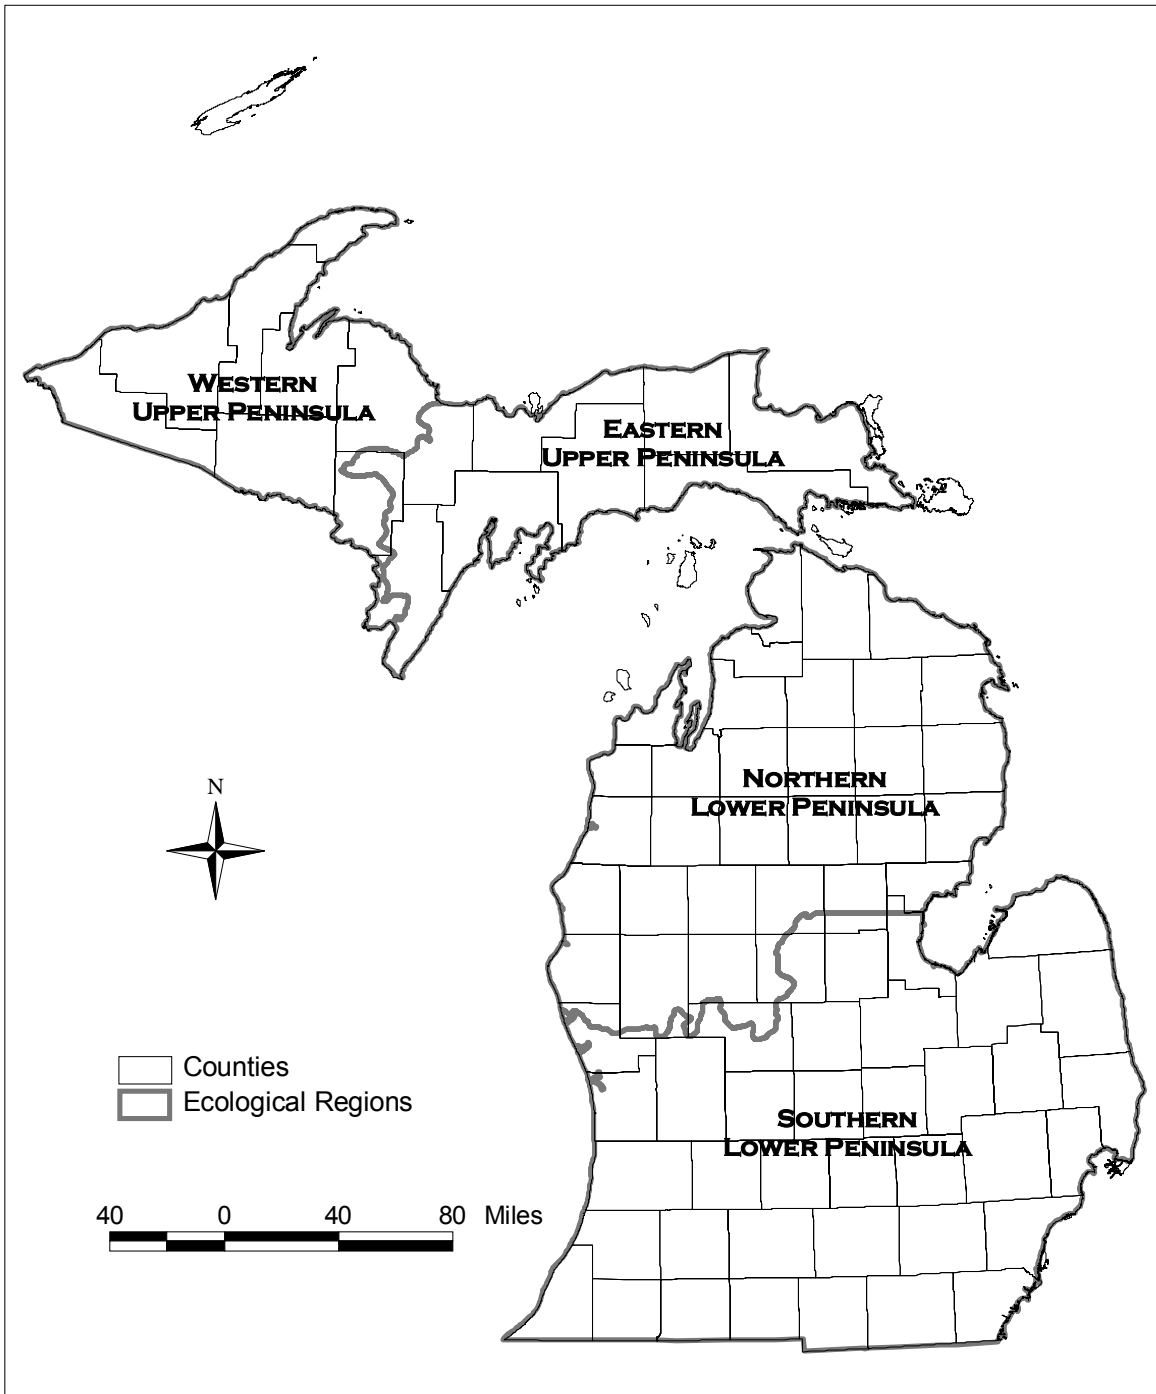 WESTERN
UPPER PENINSULA
EASTERN
UPPER PENINSULA
NORTHERN
LOWER PENINSULA
N
Counties
Ecological Regions
SOUTHERN
LOWER PENINSULA
40 0 40 80 Miles